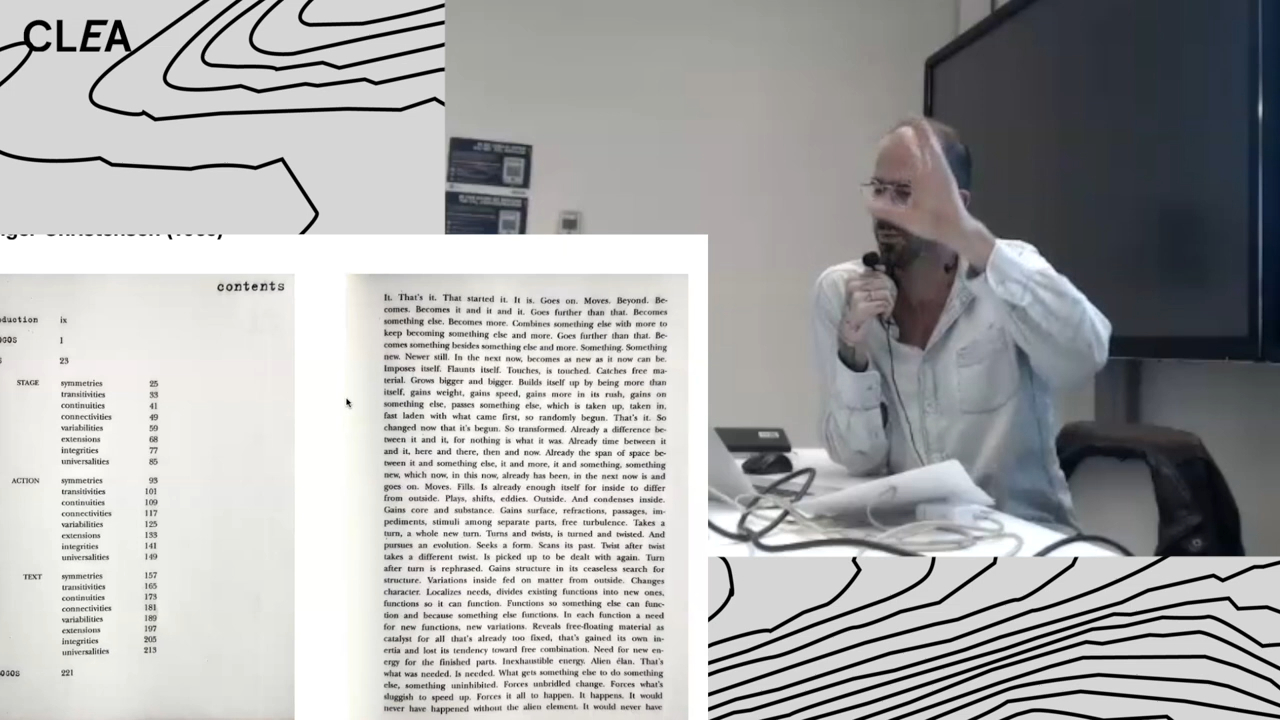 CLEA
contents
ix
1
23
STAGE symmetries 25
transitivities 33
continuities 41
connectivities 49
variabilities 59
extensions 68
integrities 77
universalities 85
ACTION symmetries 93
transitivities 101
continuities 109
connectivities 117
variabilities 125
extensions 133
integrities 141
universalities 149
TEXT symmetries 157
transitivities 165
continuities 173
connectivities 181
variabilities 189
extensions 197
integrities 205
universalities 213
221
It. That's it. That started it. It is. Goes on. Moves. Beyond. Be-
comes. Becomes it and it and it. Goes further than that. Becomes
something else. Becomes more. Combines something else with more to
keep becoming something else and more. Goes further than that. Be-
comes something besides something else and more. Something. Something
new. Newer still. In the next now, becomes as new as it now can be.
Imposes itself. Flaunts itself. Touches, is touched. Catches free ma-
terial. Grows bigger and bigger. Builds itself up by being more than
itself, gains weight, gains speed, gains more in its rush, gains on
something else, passes something else, which is taken up, taken in,
fast laden with what came first, so randomly begun. That's it. So
changed now that it's begun. So transformed. Already a difference be-
tween it and it, for nothing is what it was. Already time between it
and it, here and there, then and now. Already the span of space be-
tween it and something else, it and more, it and something, something
new, which now, in this now, already has been, in the next now is and
goes on. Moves. Fills. Is already enough itself for inside to differ
from outside. Plays, shifts, eddies. Outside. And condenses inside.
Gains core and substance. Gains surface, refractions, passages, im-
pediments, stimuli among separate parts, free turbulence. Takes a
turn, a whole new turn. Turns and twists, is turned and twisted. And
pursues an evolution. Seeks a form. Scans its past. Twist after twist
takes a different twist. Is picked up to be dealt with again. Turn
after turn is rephrased. Gains structure in its ceaseless search for
structure. Variations inside fed on matter from outside. Changes
character. Localizes needs, divides existing functions into new ones,
functions so it can function. Functions so something else can func-
tion and because something else functions. In each function a need
for new functions, new variations. Reveals free-floating material as
catalyst for all that's already too fixed, that's gained its own in-
ertia and lost its tendency toward free combination. Need for new en-
ergy for the finished parts. Inexhaustible energy. Alien élan. That's
what was needed. Is needed. What gets something else to do something
else, something uninhibited. Forces unbridled change. Forces what's
sluggish to speed up. Forces it all to happen. It happens. It would
never have happened without the alien element. It would never have